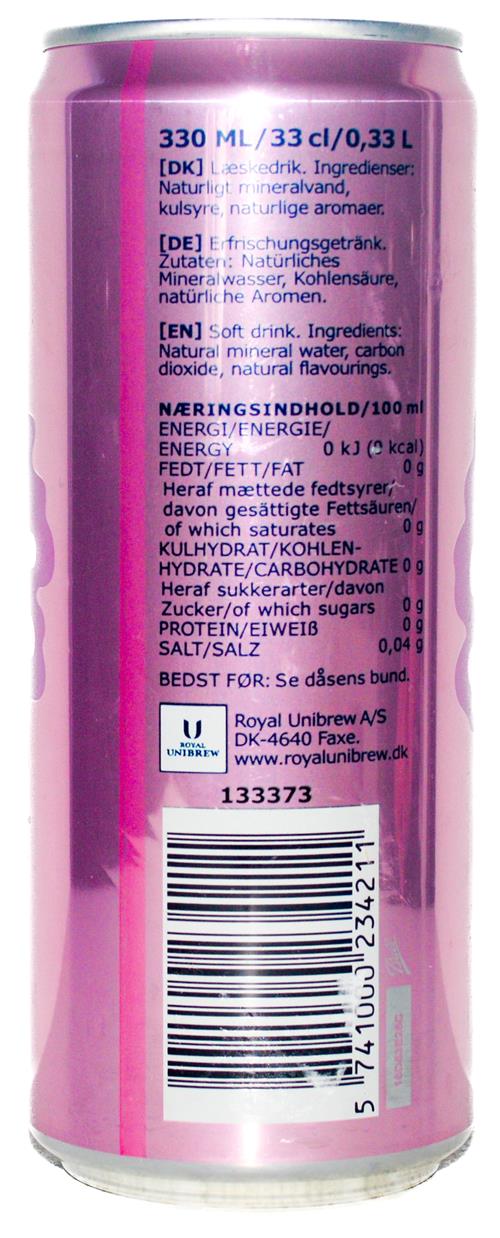 330 ML/33 cl/0,33 L
[DK] Læskedrik. Ingredienser:
Naturligt mineralvand,
kulsyre, naturlige aromaer.
[DE] Erfrischungsgetränk.
Zutaten: Natürliches
Mineralwasser, Kohlensäure,
natürliche Aromen.
[EN] Soft drink. Ingredients:
Natural mineral water, carbon
dioxide, natural flavourings.
NÆRINGSINDHOLD/100 ml
ENERGI/ENERGIE/
ENERGY 0 kJ (0 kcal)
FEDT/FETT/FAT 0 g
Heraf mættede fedtsyrer/
davon gesättigte Fettsäuren/
of which saturates 0 g
KULHYDRAT/KOHLEN-
HYDRATE/CARBOHYDRATE 0 g
Heraf sukkerarter/davon
Zucker/of which sugars 0 g
PROTEIN/EIWEIß 0 g
SALT/SALZ 0,04 g
BEDST FØR: Se dåsens bund.
U
ROYAL
UNIBREW
Royal Unibrew A/S
DK-4640 Faxe.
www.royalunibrew.dk
133373
5 741000 234211
Ball